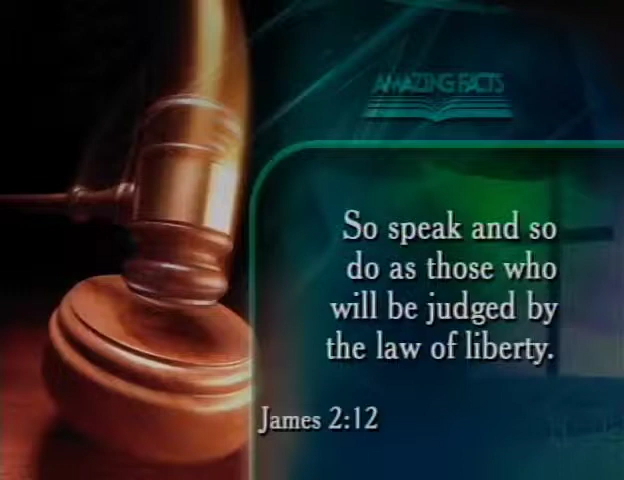 AMAZING FACTS
So speak and so
do as those who
will be judged by
the law of liberty.
James 2:12